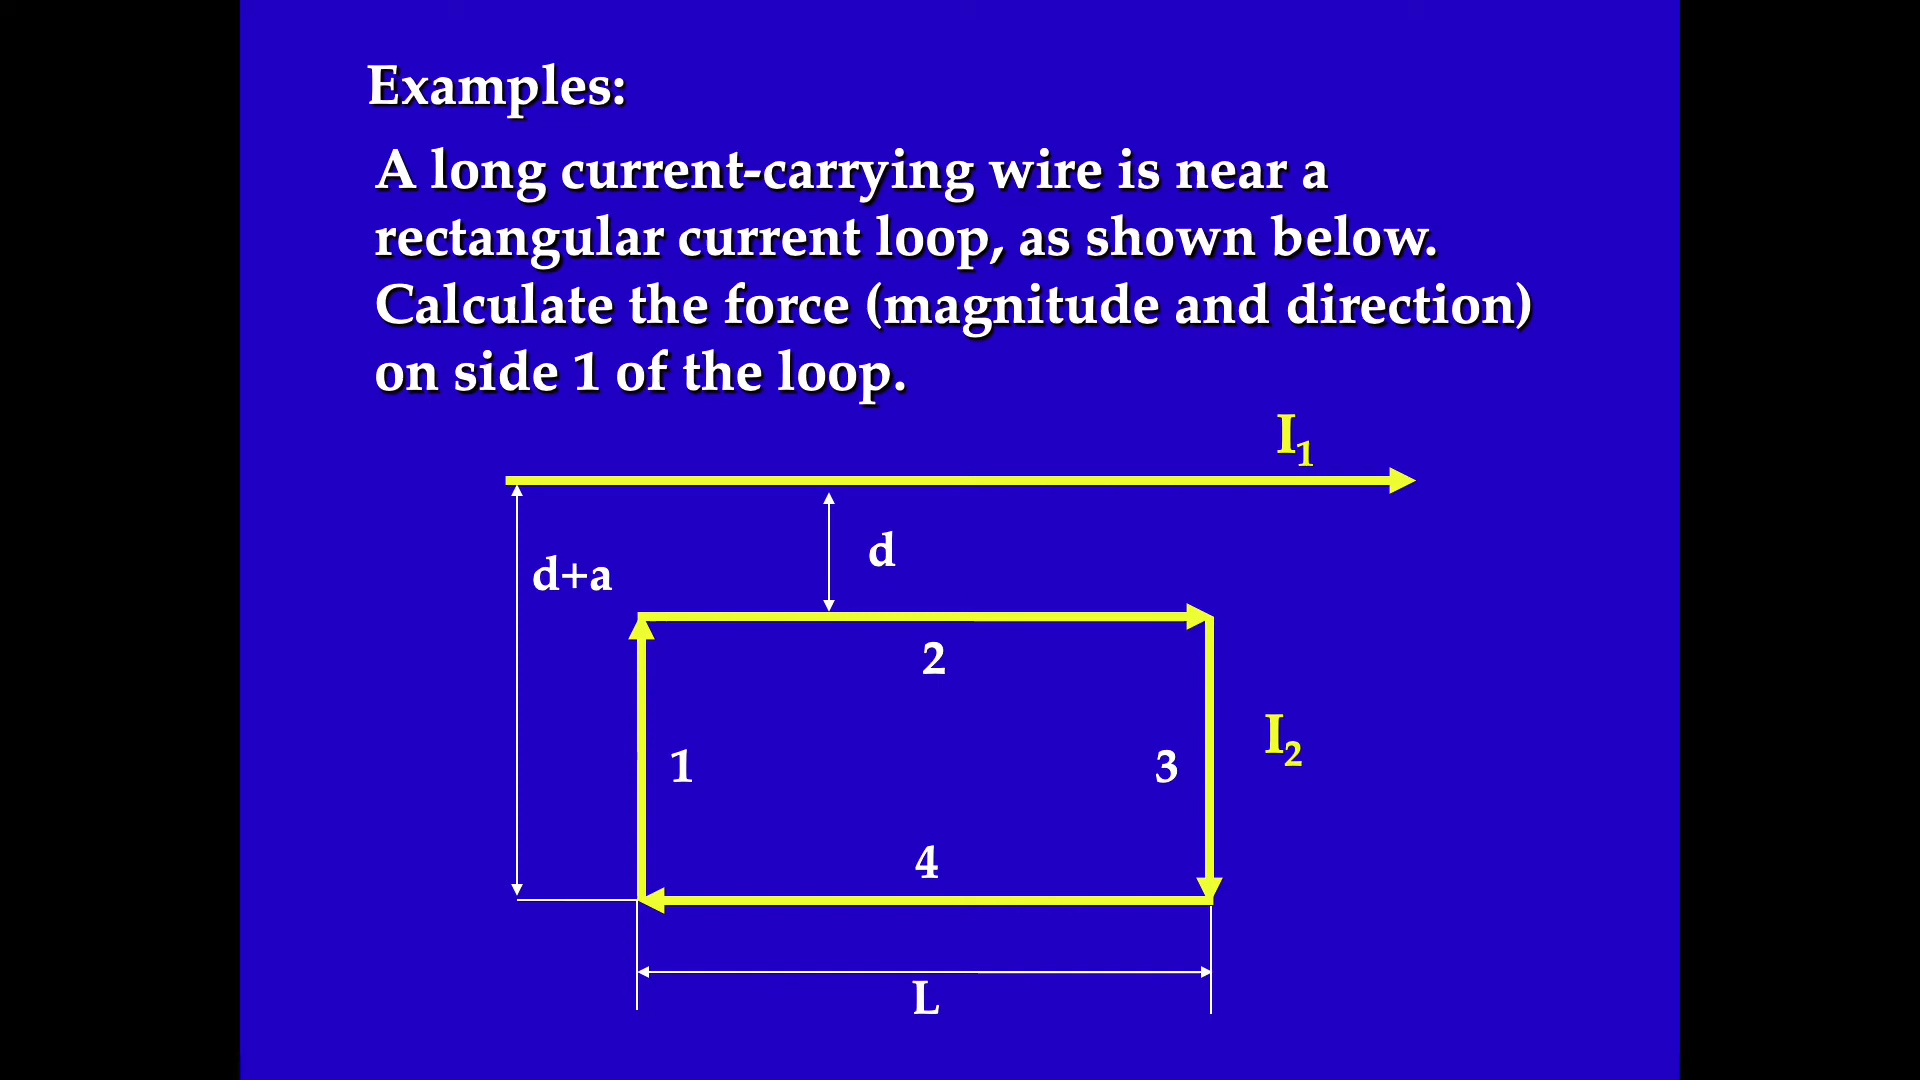 Examples:
A long current-carrying wire is near a
rectangular current loop, as shown below.
Calculate the force (magnitude and direction)
on side 1 of the loop.
I₁
d
d+a
2
I₂
1
3
4
L